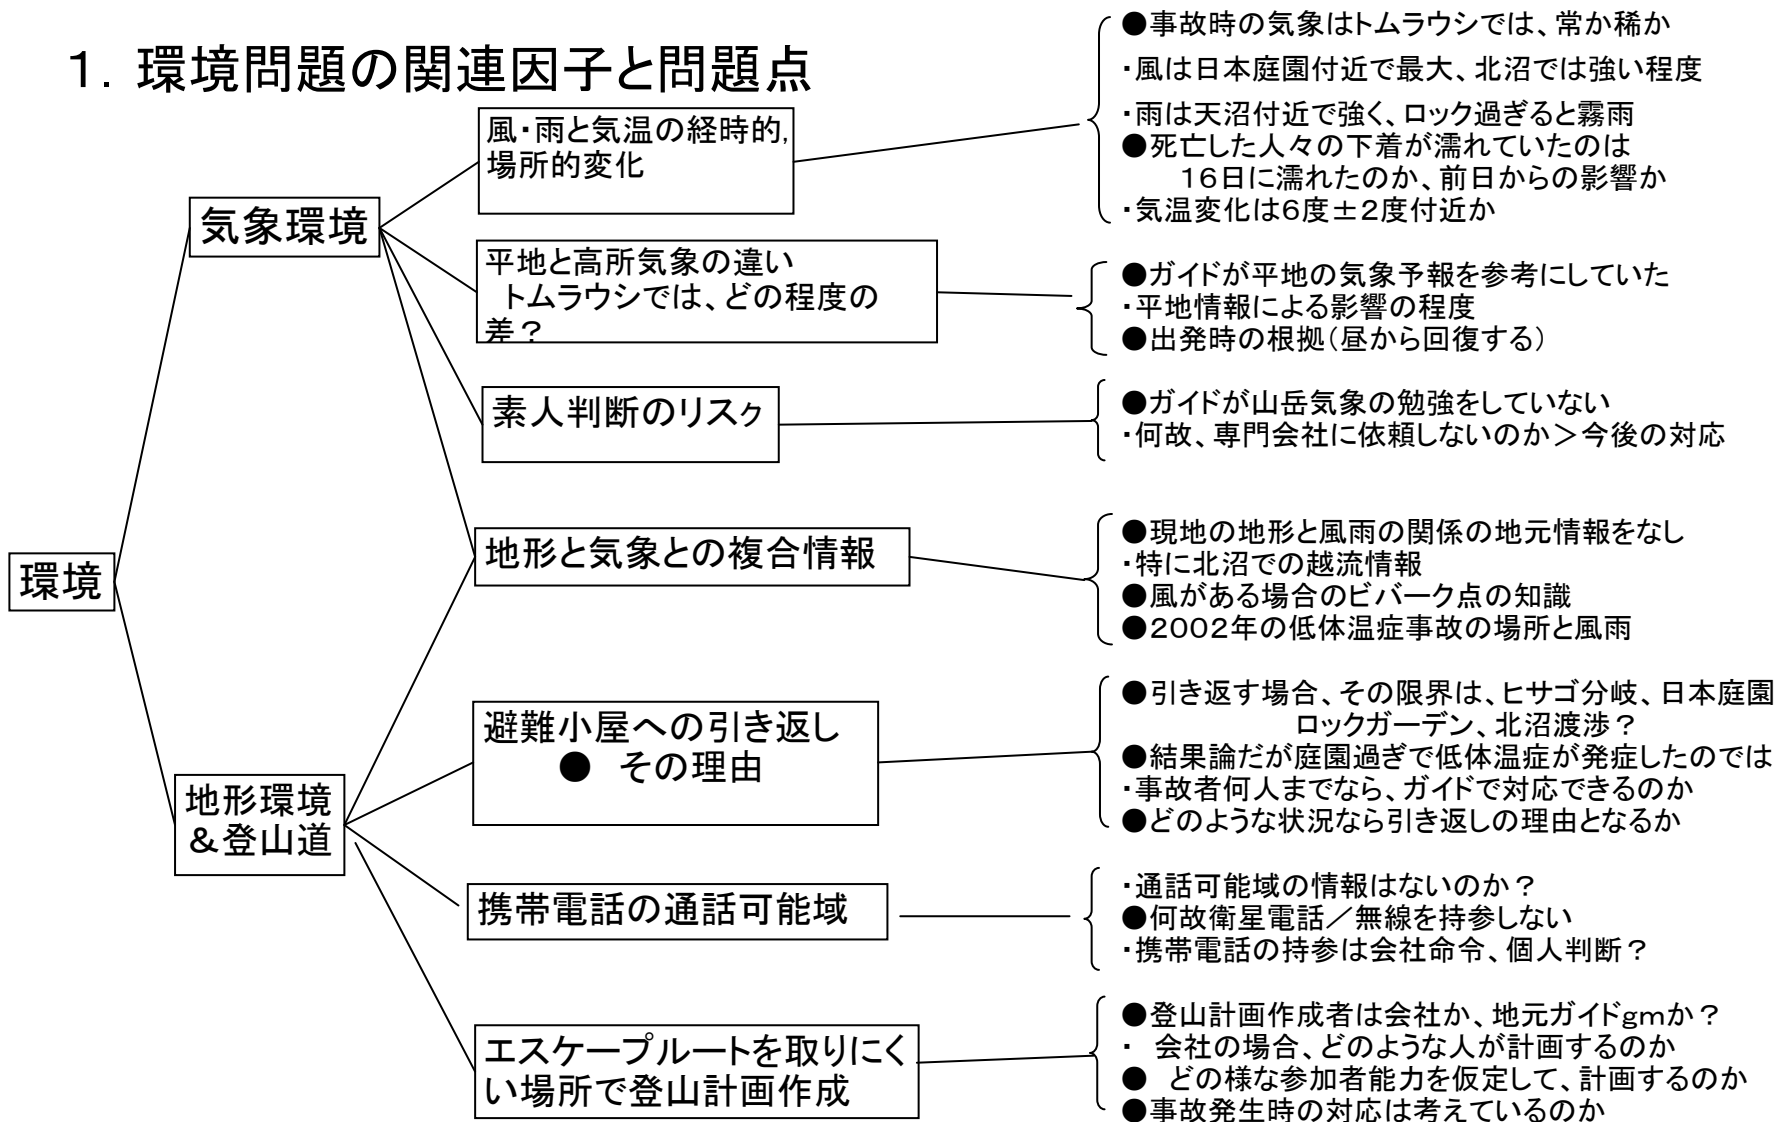 １．環境問題の関連因子と問題点
環境
気象環境
地形環境
＆登山道
風・雨と気温の経時的,
場所的変化
平地と高所気象の違い
トムラウシでは、どの程度の
差？
素人判断のリスク
地形と気象との複合情報
避難小屋への引き返し
● その理由
携帯電話の通話可能域
エスケープルートを取りにく
い場所で登山計画作成
●事故時の気象はトムラウシでは、常か稀か
・風は日本庭園付近で最大、北沼では強い程度
・雨は天沼付近で強く、ロック過ぎると霧雨
●死亡した人々の下着が濡れていたのは
１６日に濡れたのか、前日からの影響か
・気温変化は６度±２度付近か
●ガイドが平地の気象予報を参考にしていた
・平地情報による影響の程度
●出発時の根拠（昼から回復する）
●ガイドが山岳気象の勉強をしていない
・何故、専門会社に依頼しないのか＞今後の対応
●現地の地形と風雨の関係の地元情報をなし
・特に北沼での越流情報
●風がある場合のビバーク点の知識
●２００２年の低体温症事故の場所と風雨
●引き返す場合、その限界は、ヒサゴ分岐、日本庭園
ロックガーデン、北沼渡渉？
●結果論だが庭園過ぎで低体温症が発症したのでは
・事故者何人までなら、ガイドで対応できるのか
●どのような状況なら引き返しの理由となるか
・通話可能域の情報はないのか？
●何故衛星電話／無線を持参しない
・携帯電話の持参は会社命令、個人判断？
●登山計画作成者は会社か、地元ガイドｇｍか？
・ 会社の場合、どのような人が計画するのか
● どの様な参加者能力を仮定して、計画するのか
●事故発生時の対応は考えているのか